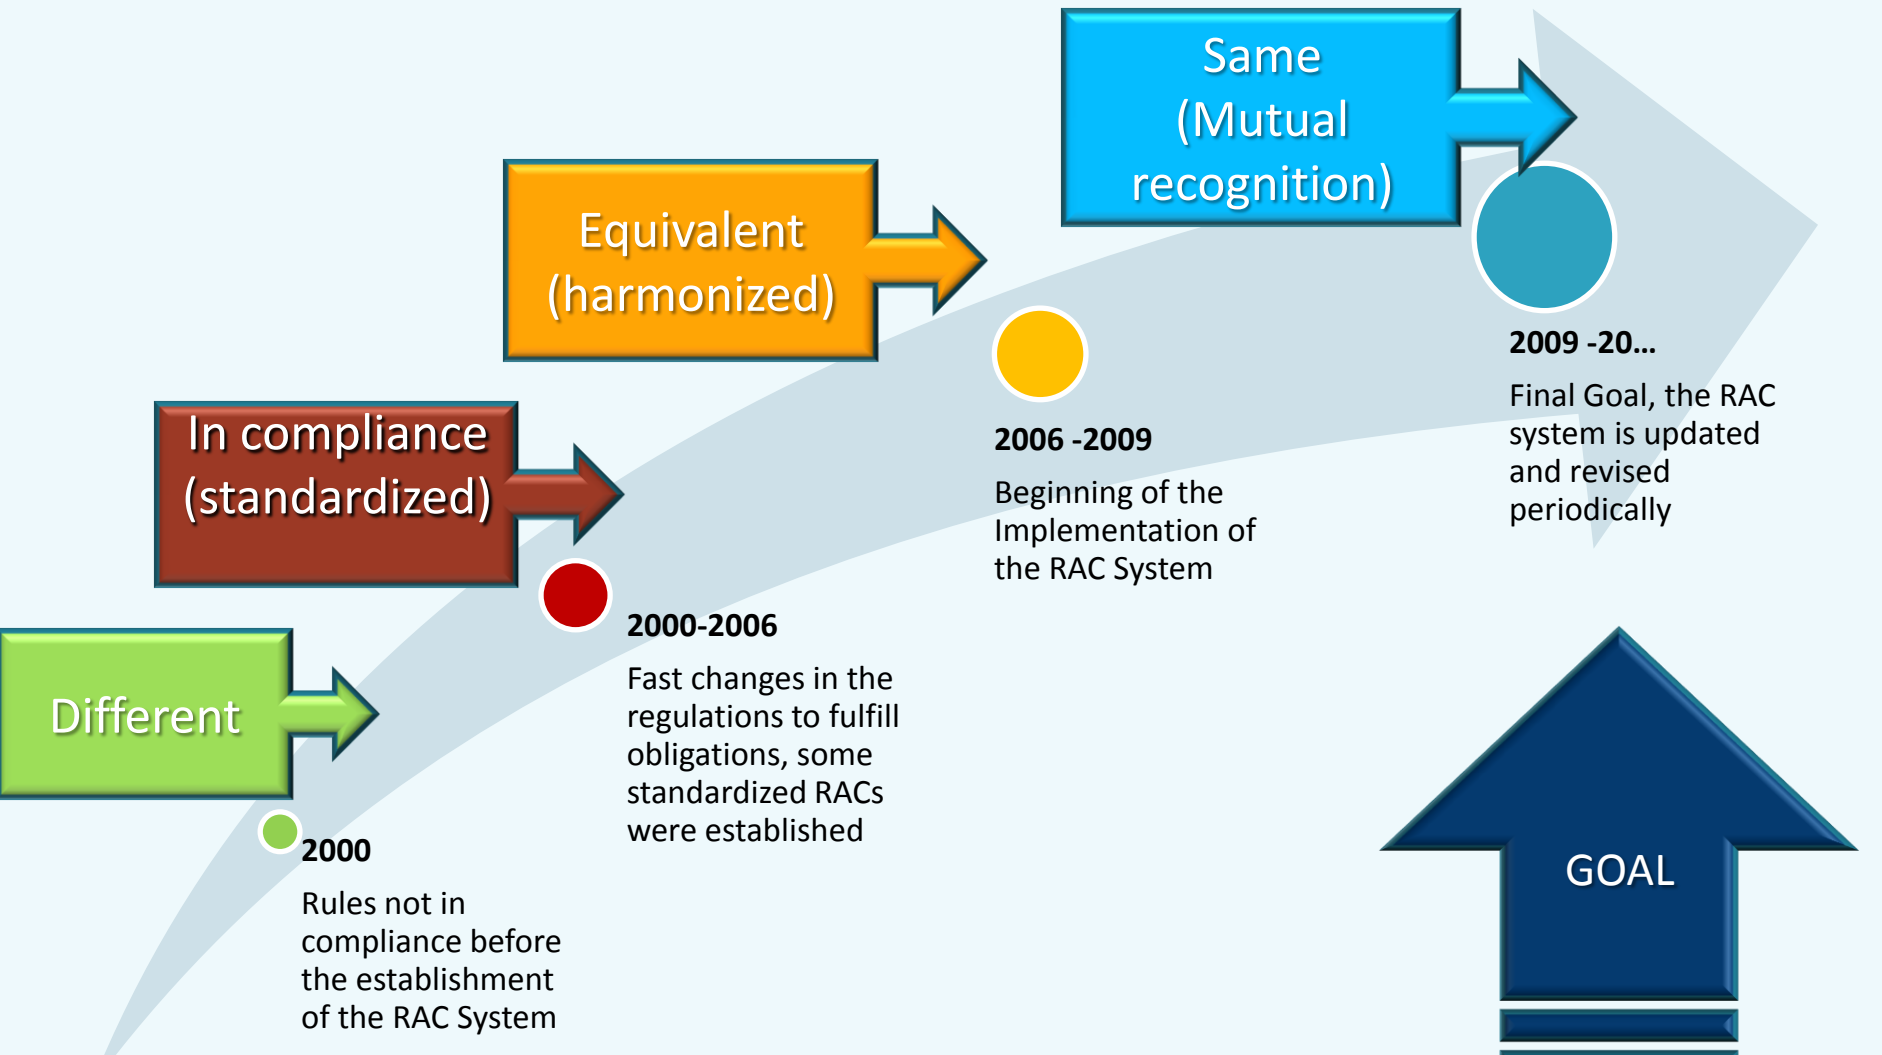 Same
(Mutual
recognition)
Equivalent
(harmonized)
In compliance
(standardized)
Different
2000
Rules not in
compliance before
the establishment
of the RAC System
2000-2006
Fast changes in the
regulations to fulfill
obligations, some
standardized RACs
were established
2006 -2009
Beginning of the
Implementation of
the RAC System
2009 -20...
Final Goal, the RAC
system is updated
and revised
periodically
GOAL